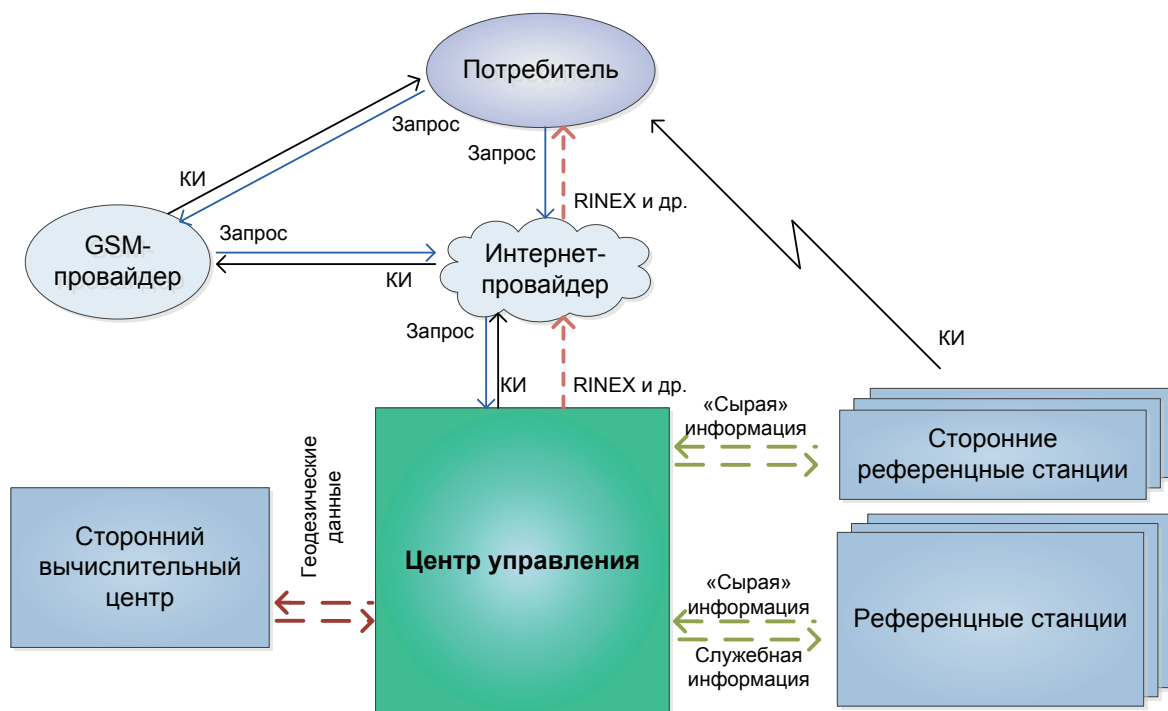 Потребитель
Запрос
Запрос
КИ
RINEX и др.
GSM-
провайдер
Запрос
КИ
Интернет-
провайдер
Запрос
КИ
RINEX и др.
КИ
«Сырая»
информация
Сторонние
референцные станции
Геодезические
данные
Сторонний
вычислительный
центр
Центр управления
«Сырая»
информация
Служебная
информация
Референцные станции